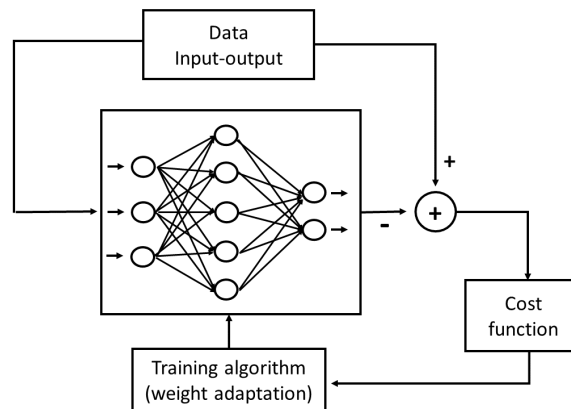 Data
Input-output
+
-
+
Cost
function
Training algorithm
(weight adaptation)